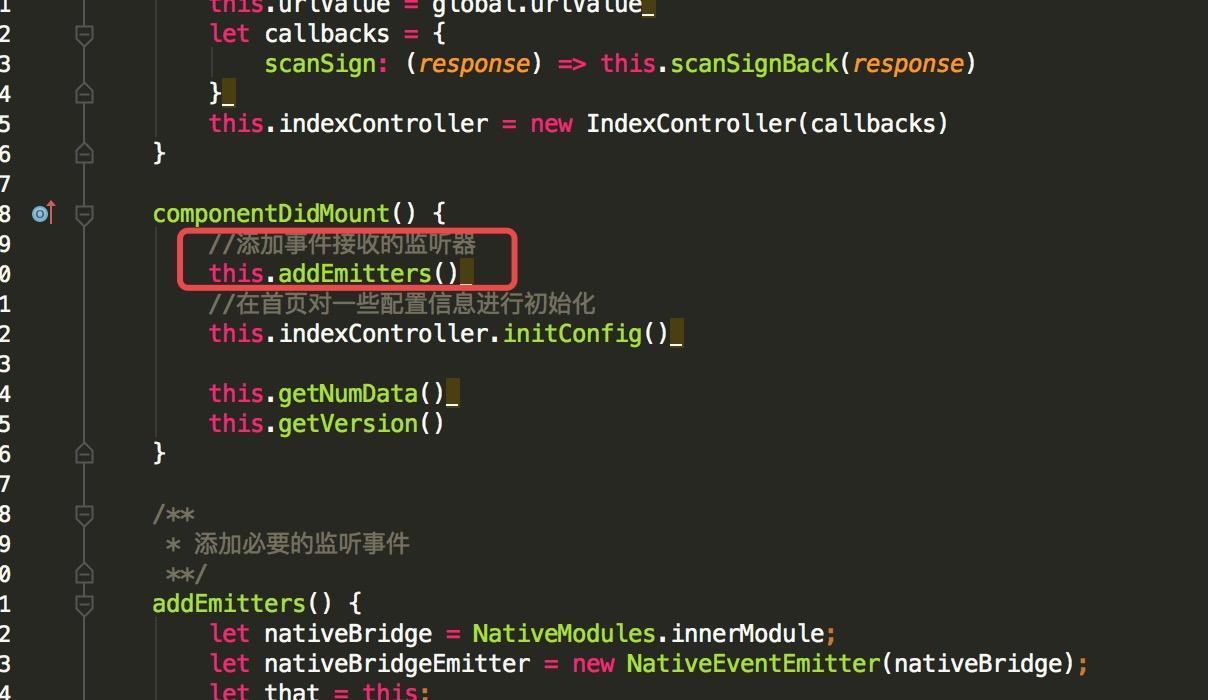 1 this.urlValue = global.urlValue
2 let callbacks = {
3 scanSign: (response) => this.scanSignBack(response)
4 }
5 this.indexController = new IndexController(callbacks)
6 }
7
8 componentDidMount() {
9 //添加事件接收的监听器
0 this.addEmitters()
1 //在首页对一些配置信息进行初始化
2 this.indexController.initConfig()
3
4 this.getNumData()
5 this.getVersion()
6 }
7
8 /**
9 * 添加必要的监听事件
0 **/
1 addEmitters() {
2 let nativeBridge = NativeModules.innerModule;
3 let nativeBridgeEmitter = new NativeEventEmitter(nativeBridge);
4 let that = this;